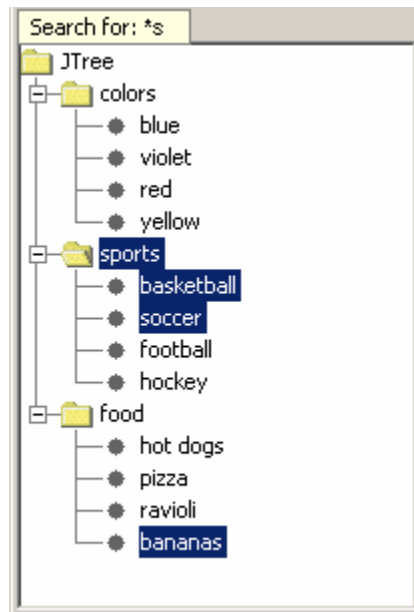 Search for: *s
JTree
colors
blue
violet
red
yellow
sports
basketball
soccer
football
hockey
food
hot dogs
pizza
ravioli
bananas